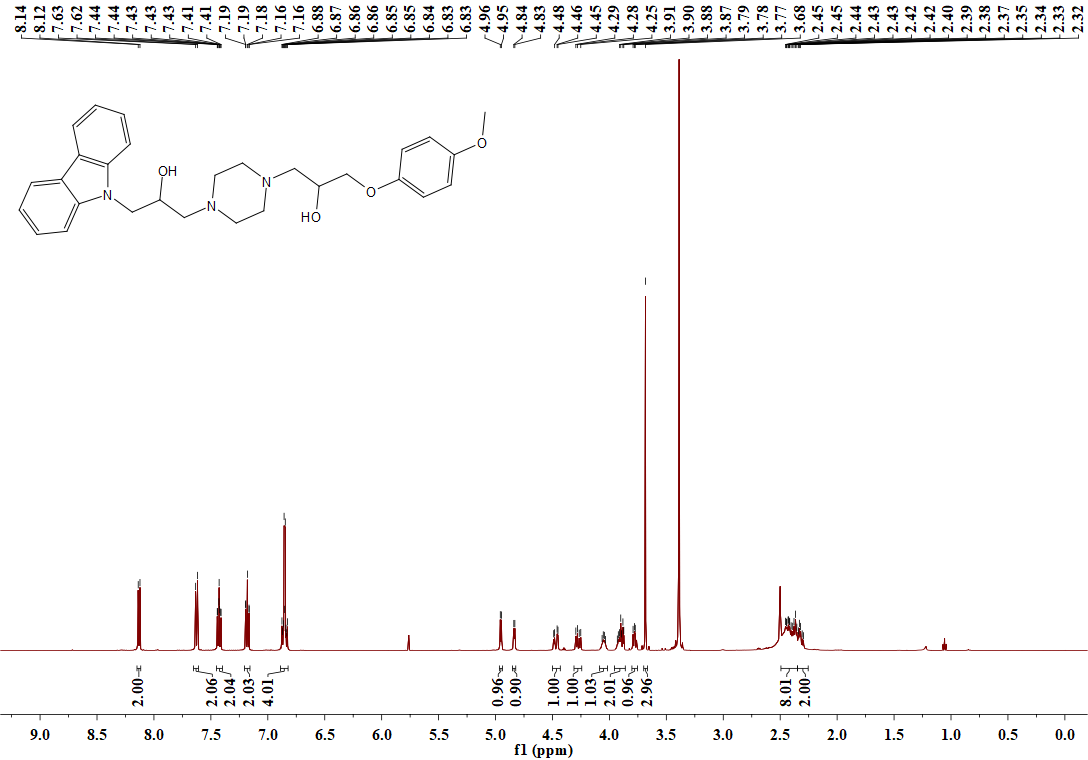 8.14 8.12 7.63 7.62 7.44 7.44 7.43 7.43 7.43 7.41 7.41 7.19 7.19 7.18 7.16 7.16 6.88 6.87 6.86 6.86 6.85 6.85 6.84 6.83 6.83 4.96 4.95 4.84 4.83 4.48 4.46 4.45 4.29 4.28 4.25 3.91 3.90 3.88 3.87 3.79 3.78 3.77 3.68 2.45 2.45 2.44 2.43 2.43 2.42 2.42 2.40 2.39 2.38 2.37 2.35 2.34 2.33 2.32
O
OH
N
N
N
O
HO
2.00 2.06 2.04 2.03 4.01 0.96 0.90 1.00 1.00 1.03 2.01 0.96 2.96 8.01 2.00
9.0 8.5 8.0 7.5 7.0 6.5 6.0 5.5 5.0 4.5 4.0 3.5 3.0 2.5 2.0 1.5 1.0 0.5 0.0
f1 (ppm)